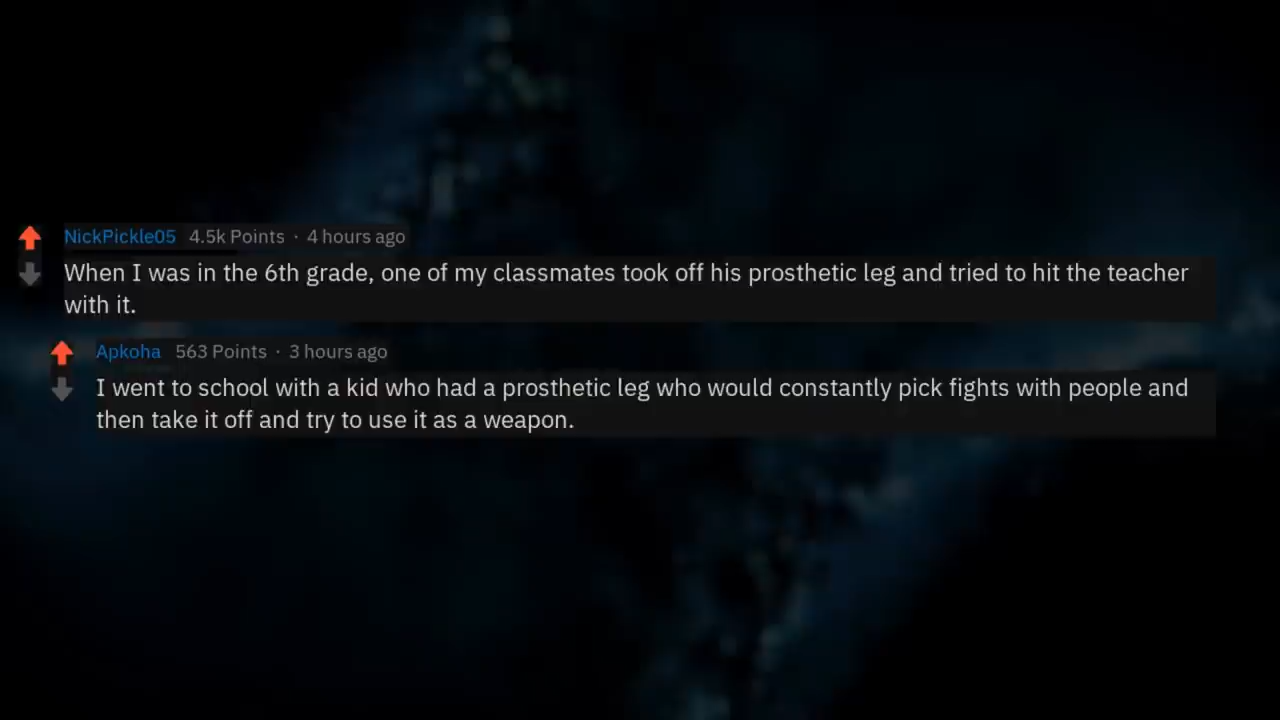 NickPickle05 4.5k Points · 4 hours ago
When I was in the 6th grade, one of my classmates took off his prosthetic leg and tried to hit the teacher
with it.
Apkoha 563 Points · 3 hours ago
I went to school with a kid who had a prosthetic leg who would constantly pick fights with people and
then take it off and try to use it as a weapon.